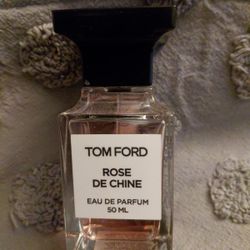 TOM FORD
ROSE
DE CHINE
EAU DE PARFUM
50 ML